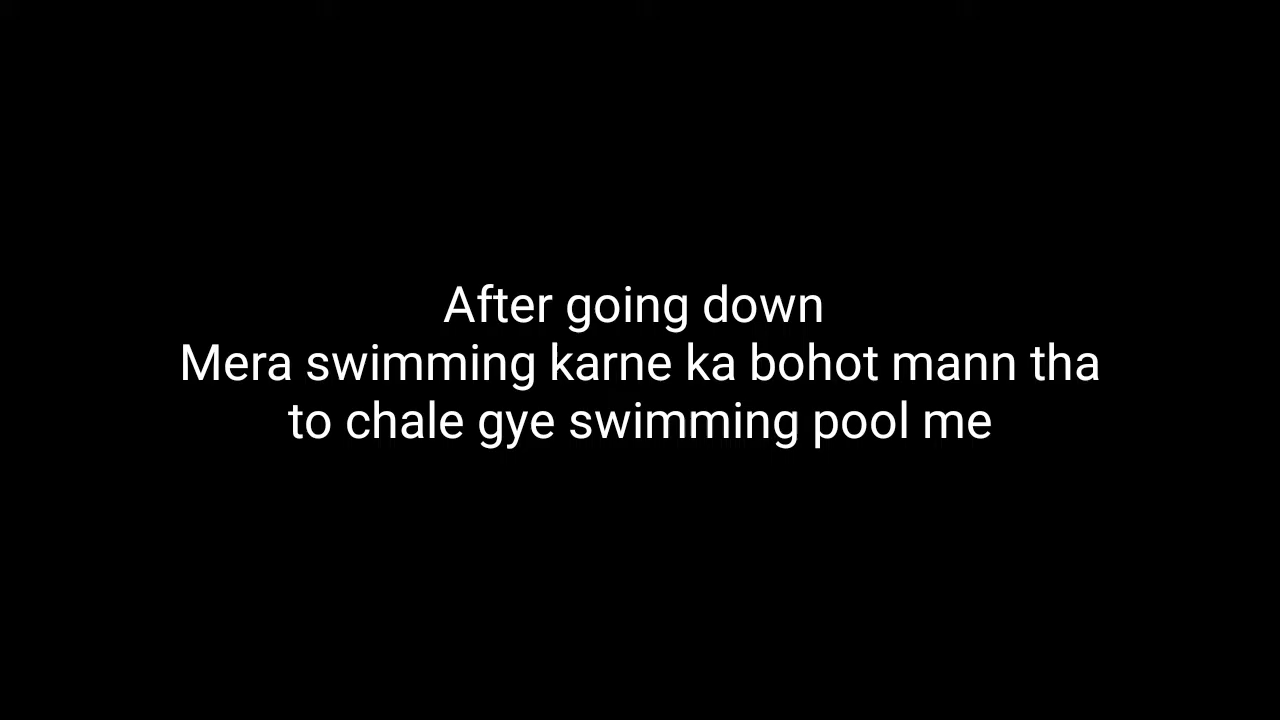 After going down
Mera swimming karne ka bohot mann tha
to chale gye swimming pool me